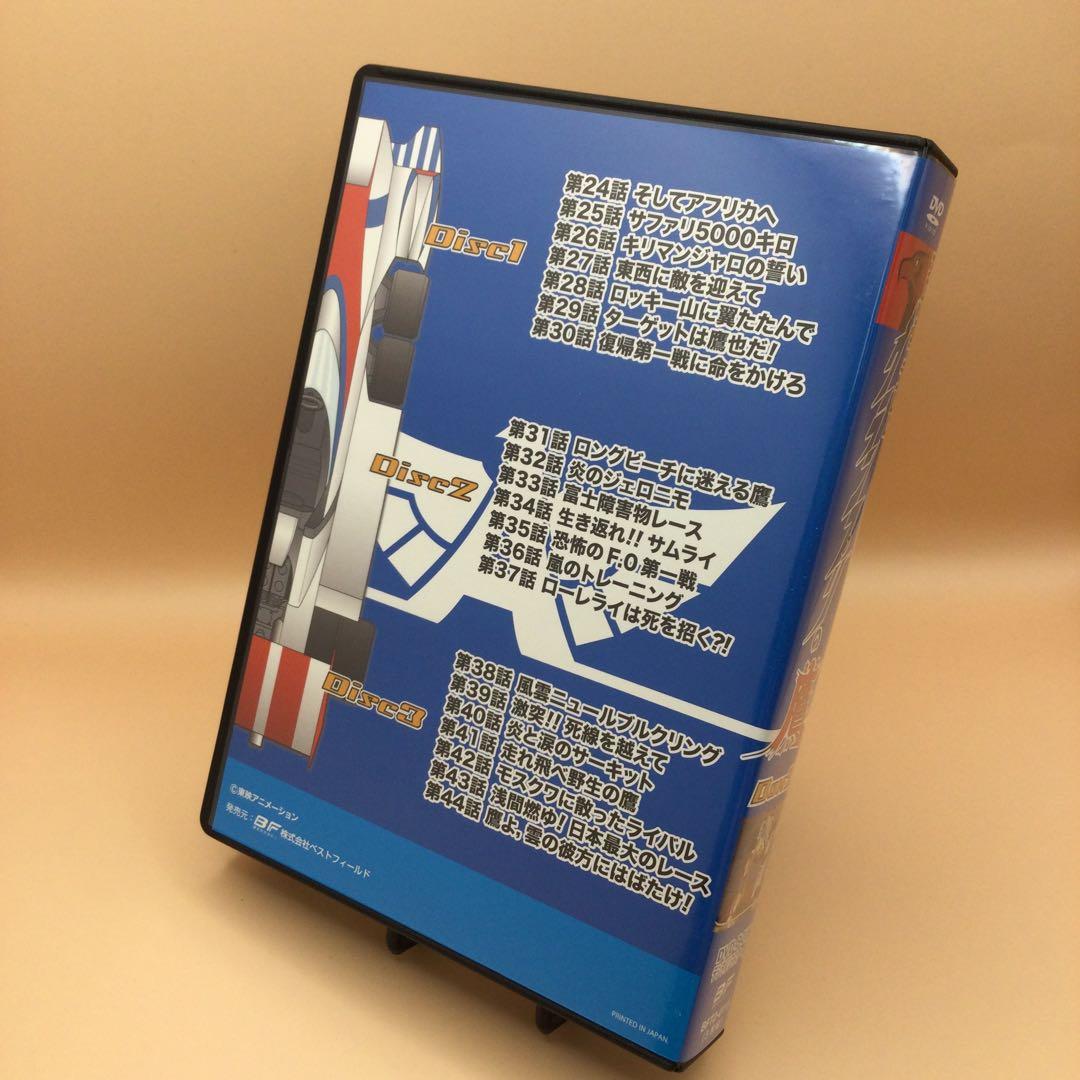 Disc1
第24話 そしてアフリカへ
第25話 サファリ5000キロ
第26話 キリマンジャロの誓い
第27話 東西に敵を迎えて
第28話 ロッキー山に翼たたんで
第29話 ターゲットは鷹也だ!
第30話 復帰第一戦に命をかけろ
Disc2
第31話 ロングビーチに迷える鷹
第32話 炎のジェロニモ
第33話 富士障害物レース
第34話 生き返れ!! サムライ
第35話 恐怖のF.0第一戦
第36話 嵐のトレーニング
第37話 ローレライは死を招く?!
Disc3
第38話 風雲ニュールブルクリング
第39話 激突!! 死線を越えて
第40話 炎と涙のサーキット
第41話 走れ飛べ野生の鷹
第42話 モスクワに散ったライバル
第43話 浅間燃ゆ! 日本最大のレース
第44話 鷹よ, 雲の彼方にはばたけ!
©東映アニメーション
発売元：BF 株式会社ベストフィールド
PRINTED IN JAPAN.
DVD
BF